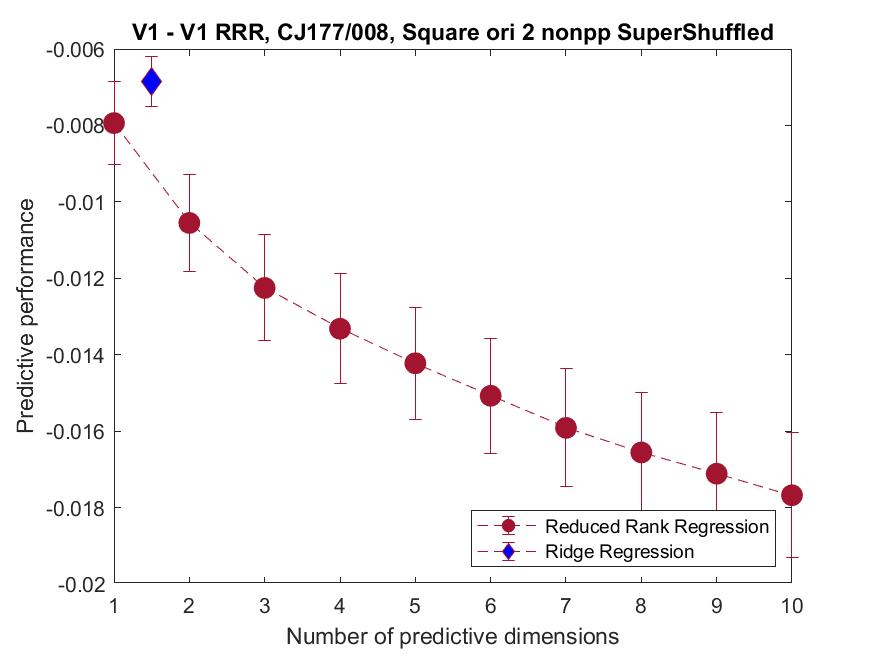 V1 - V1 RRR, CJ177/008, Square ori 2 nonpp SuperShuffled
-0.006
-0.008
-0.01
-0.012
-0.014
-0.016
-0.018
-0.02
Predictive performance
Reduced Rank Regression
Ridge Regression
1 2 3 4 5 6 7 8 9 10
Number of predictive dimensions